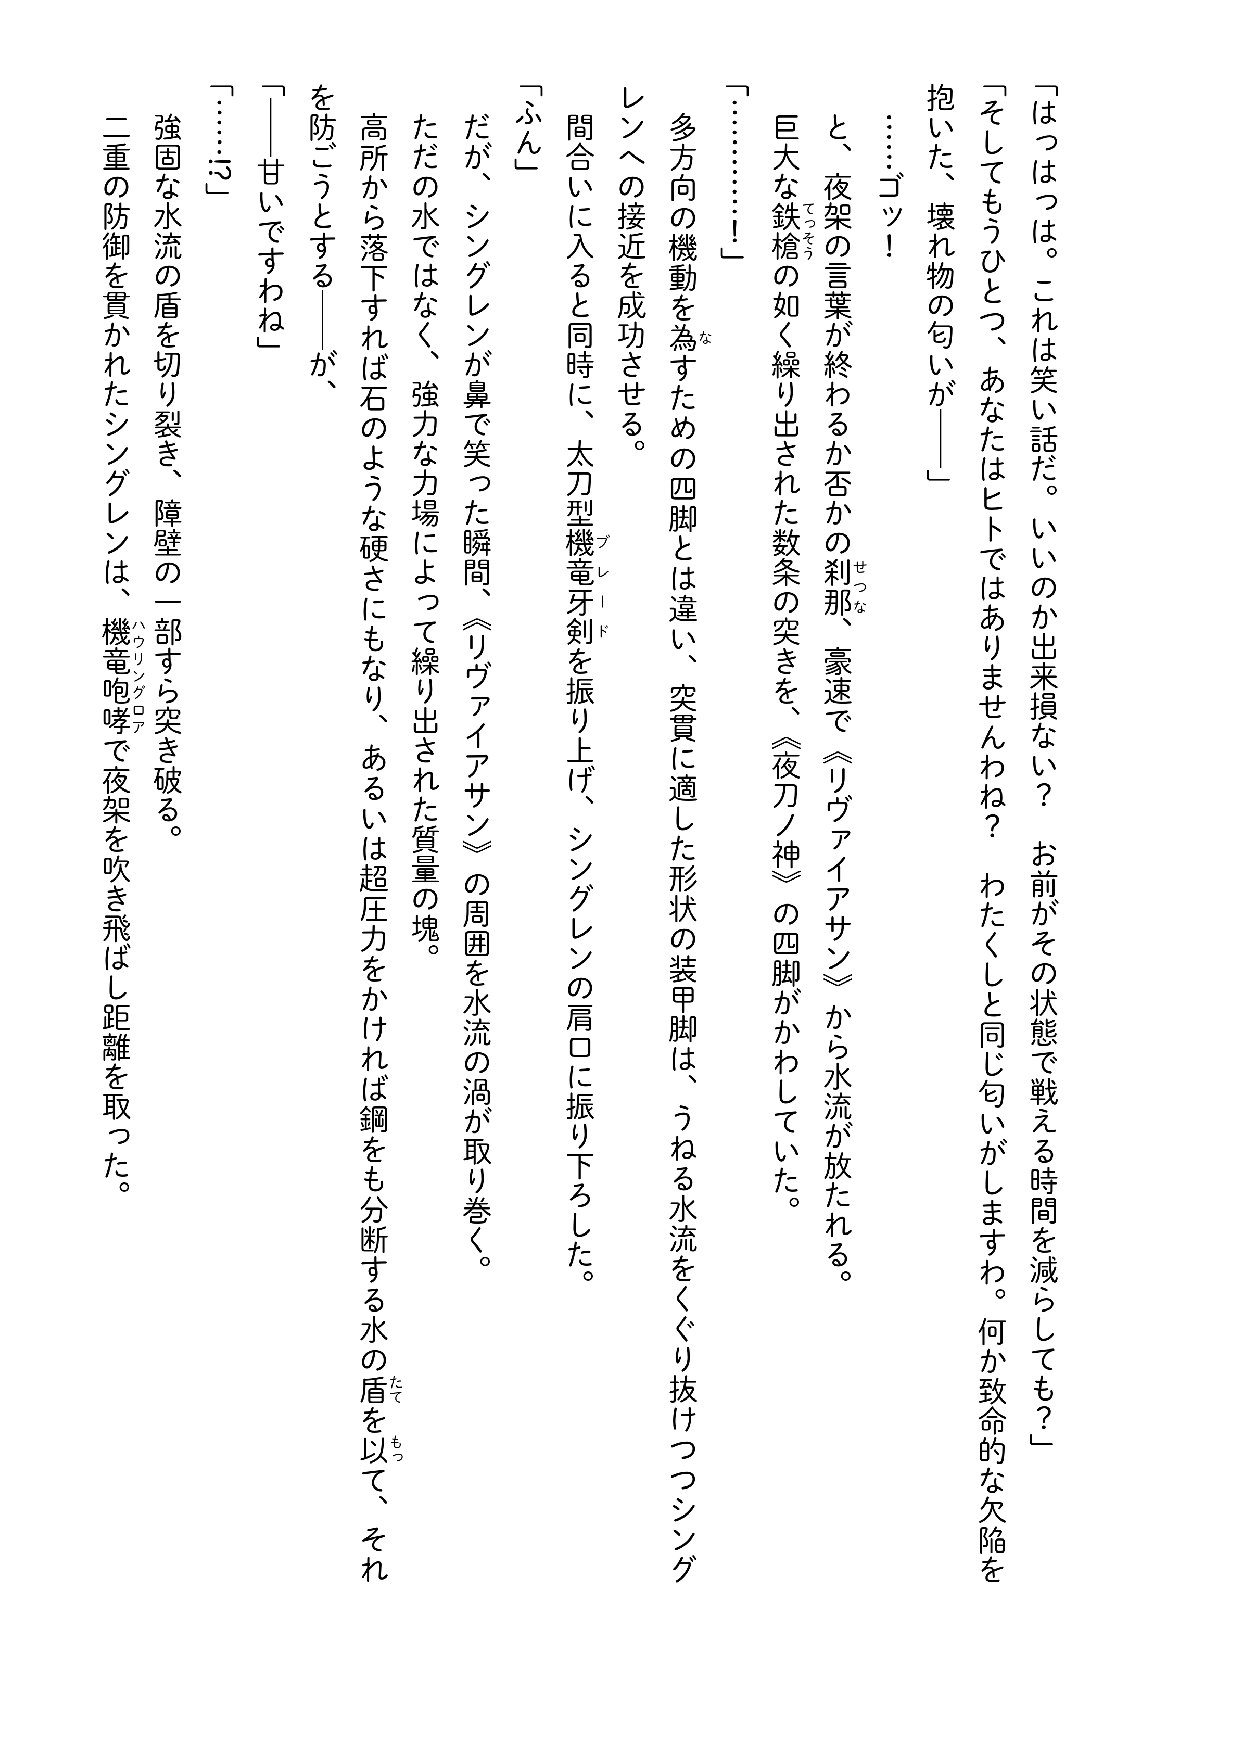 「はっはっは。これは笑い話だ。いいのか出来損ない？　お前がその状態で戦える時間を減らしても？」
「そしてもうひとつ、あなたはヒトではありませんわね？　わたくしと同じ匂いがしますわ。何か致命的な欠陥を
抱いた、壊れ物の匂いが――」
……ゴッ！
と、夜架の言葉が終わるか否かの刹那、豪速で《リヴァイアサン》から水流が放たれる。
巨大な鉄槍の如く繰り出された数条の突きを、《夜刀ノ神》の四脚がかわしていた。
「…………！」
多方向の機動を為すための四脚とは違い、突貫に適した形状の装甲脚は、うねる水流をくぐり抜けつつシング
レンへの接近を成功させる。
間合いに入ると同時に、太刀型機竜牙剣を振り上げ、シングレンの肩口に振り下ろした。
「ふん」
だが、シングレンが鼻で笑った瞬間、《リヴァイアサン》の周囲を水流の渦が取り巻く。
ただの水ではなく、強力な力場によって繰り出された質量の塊。
高所から落下すれば石のような硬さにもなり、あるいは超圧力をかければ鋼をも分断する水の盾を以て、それ
を防ごうとする――が、
「――甘いですわね」
「……!?」
強固な水流の盾を切り裂き、障壁の一部すら突き破る。
二重の防御を貫かれたシングレンは、機竜咆哮で夜架を吹き飛ばし距離を取った。